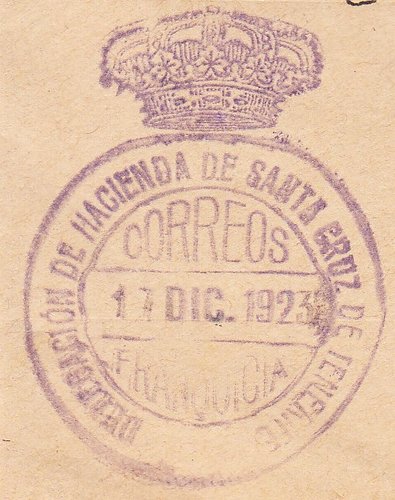 DELEGACIÓN DE HACIENDA DE SANTA CRUZ DE TENERIFE
CORREOS
17 DIC. 1923
FRANQUICIA